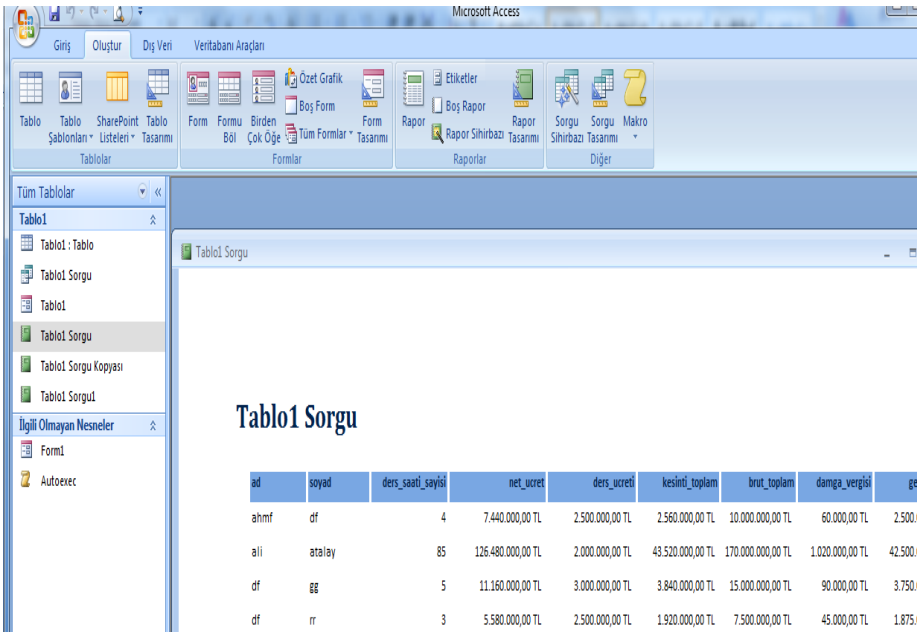 Microsoft Access
Giriş Oluştur Dış Veri Veritabanı Araçları
Tablo
Tablo Şablonları
SharePoint Listeleri
Tablo Tasarımı
Tablolar
Form
Formu Böl
Birden Çok Öğe
Özet Grafik
Boş Form
Tüm Formlar
Form Tasarımı
Formlar
Rapor
Etiketler
Boş Rapor
Rapor Sihirbazı
Rapor Tasarımı
Raporlar
Sorgu Sihirbazı
Sorgu Tasarımı
Makro
Diğer
Tüm Tablolar
Tablo1
Tablo1 : Tablo
Tablo1 Sorgu
Tablo1
Tablo1 Sorgu
Tablo1 Sorgu Kopyası
Tablo1 Sorgu1
İlgili Olmayan Nesneler
Form1
Autoexec
Tablo1 Sorgu
Tablo1 Sorgu
ad soyad ders_saati_sayisi net_ucret ders_ucreti kesinti_toplam brut_toplam damga_vergisi ge
ahmf df 4 7.440.000,00 TL 2.500.000,00 TL 2.560.000,00 TL 10.000.000,00 TL 60.000,00 TL 2.500.
ali atalay 85 126.480.000,00 TL 2.000.000,00 TL 43.520.000,00 TL 170.000.000,00 TL 1.020.000,00 TL 42.500.
df gg 5 11.160.000,00 TL 3.000.000,00 TL 3.840.000,00 TL 15.000.000,00 TL 90.000,00 TL 3.750.
df rr 3 5.580.000,00 TL 2.500.000,00 TL 1.920.000,00 TL 7.500.000,00 TL 45.000,00 TL 1.875.